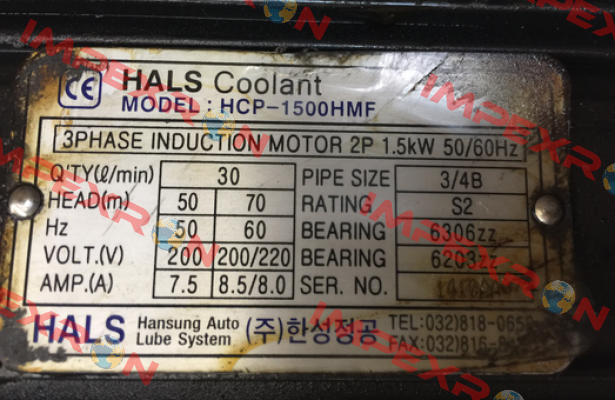 CE HALS Coolant
MODEL : HCP-1500HMF
3PHASE INDUCTION MOTOR 2P 1.5kW 50/60Hz
Q'TY(ℓ/min) 30 PIPE SIZE 3/4B
HEAD(m) 50 70 RATING S2
Hz 50 60 BEARING 6306zz
VOLT.(V) 200 200/220 BEARING 6203zz
AMP.(A) 7.5 8.5/8.0 SER. NO.
HALS Hansung Auto Lube System (주)한성정공 TEL:032)818-
FAX:032)816-
IMPEXRON